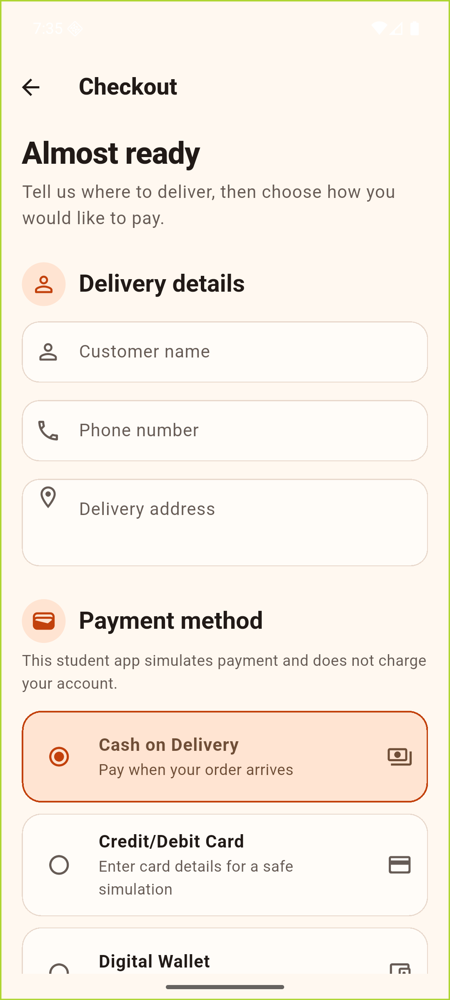 7:35
Checkout
Almost ready
Tell us where to deliver, then choose how you
would like to pay.
Delivery details
Customer name
Phone number
Delivery address
Payment method
This student app simulates payment and does not charge
your account.
Cash on Delivery
Pay when your order arrives
Credit/Debit Card
Enter card details for a safe
simulation
Digital Wallet